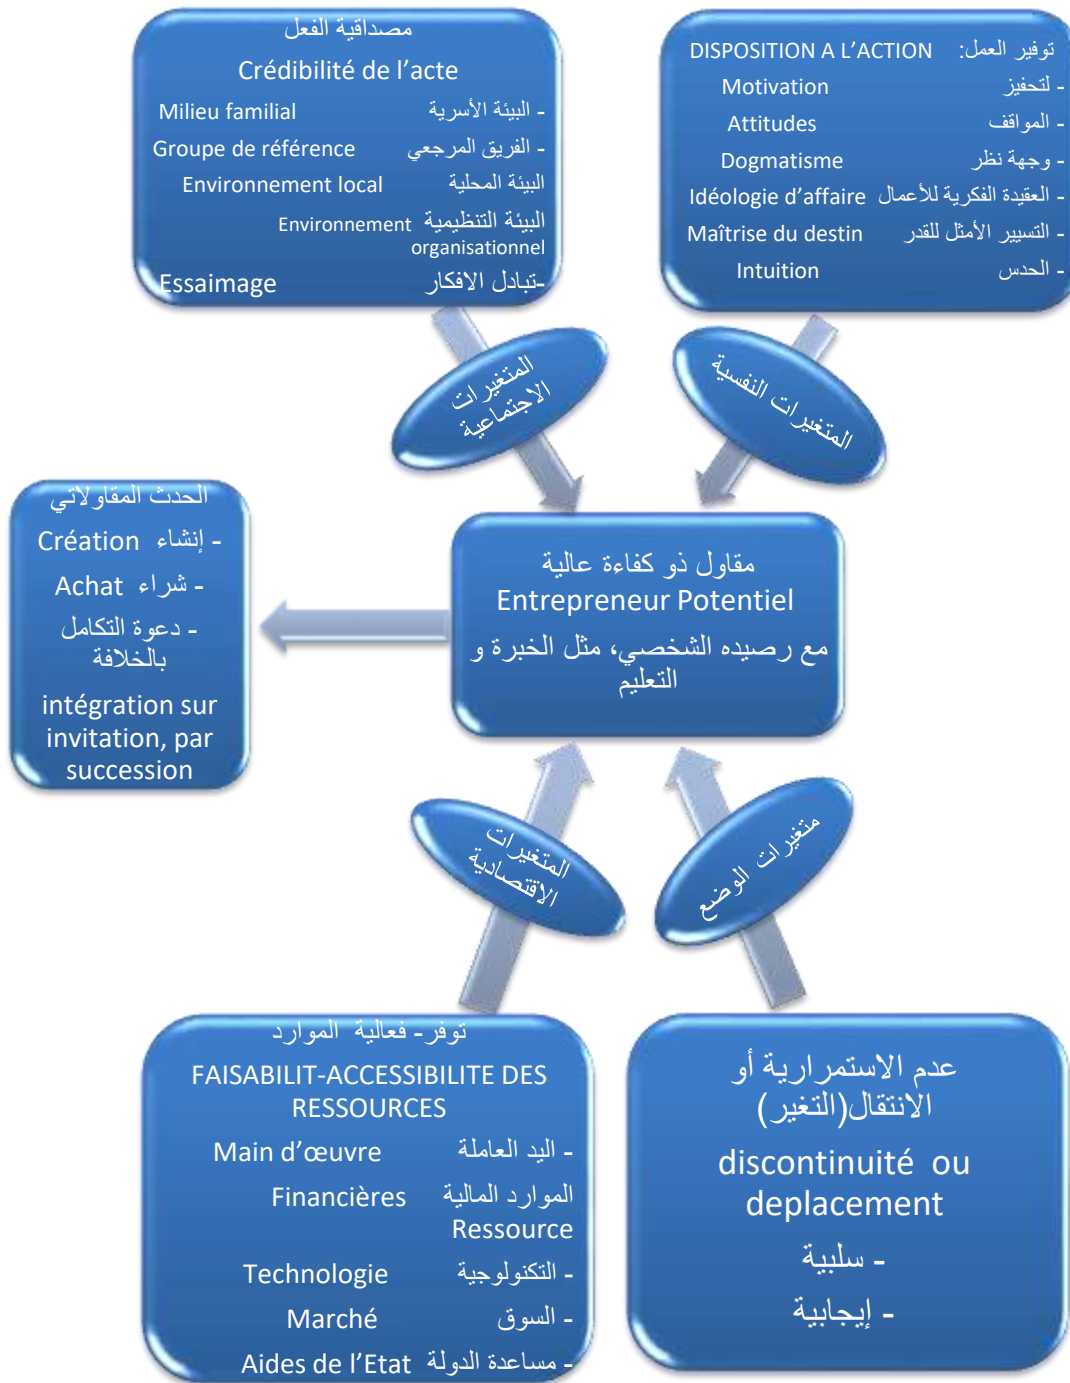 مصداقية الفعل
Crédibilité de l’acte
- البيئة الأسرية Milieu familial
- الفريق المرجعي Groupe de référence
البيئة المحلية Environnement local
البيئة التنظيمية Environnement
organisationnel
-تبادل الافكار Essaimage
توفير العمل: DISPOSITION A L’ACTION
- لتحفيز Motivation
- المواقف Attitudes
- وجهة نظر Dogmatisme
- العقيدة الفكرية للأعمال Idéologie d’affaire
- التسيير الأمثل للقدر Maîtrise du destin
- الحدس Intuition
المتغيرات
الاجتماعية
المتغيرات النفسية
الحدث المقاولاتي
- إنشاء Création
- شراء Achat
- دعوة التكامل
بالخلافة
intégration sur
invitation, par
succession
مقاول ذو كفاءة عالية
Entrepreneur Potentiel
مع رصيده الشخصي، مثل الخبرة و
التعليم
المتغيرات
الاقتصادية
متغيرات الوضع
توفر- فعالية الموارد
FAISABILIT-ACCESSIBILITE DES
RESSOURCES
- اليد العاملة Main d’œuvre
الموارد المالية Financières
Ressource
- التكنولوجية Technologie
- السوق Marché
- مساعدة الدولة Aides de l’Etat
عدم الاستمرارية أو
الانتقال(التغير)
discontinuité ou
deplacement
- سلبية
- إيجابية